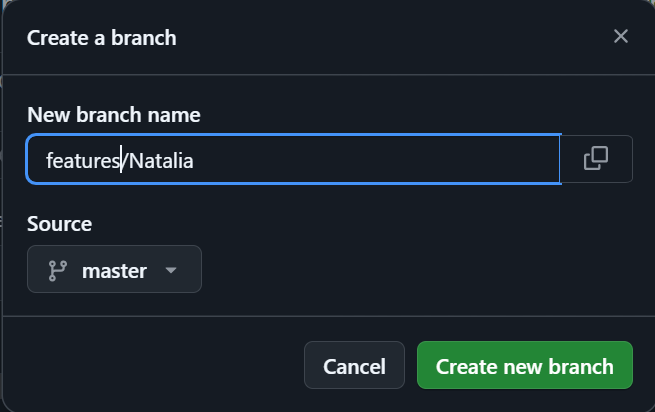 Create a branch
New branch name
features/Natalia
Source
master
Cancel
Create new branch